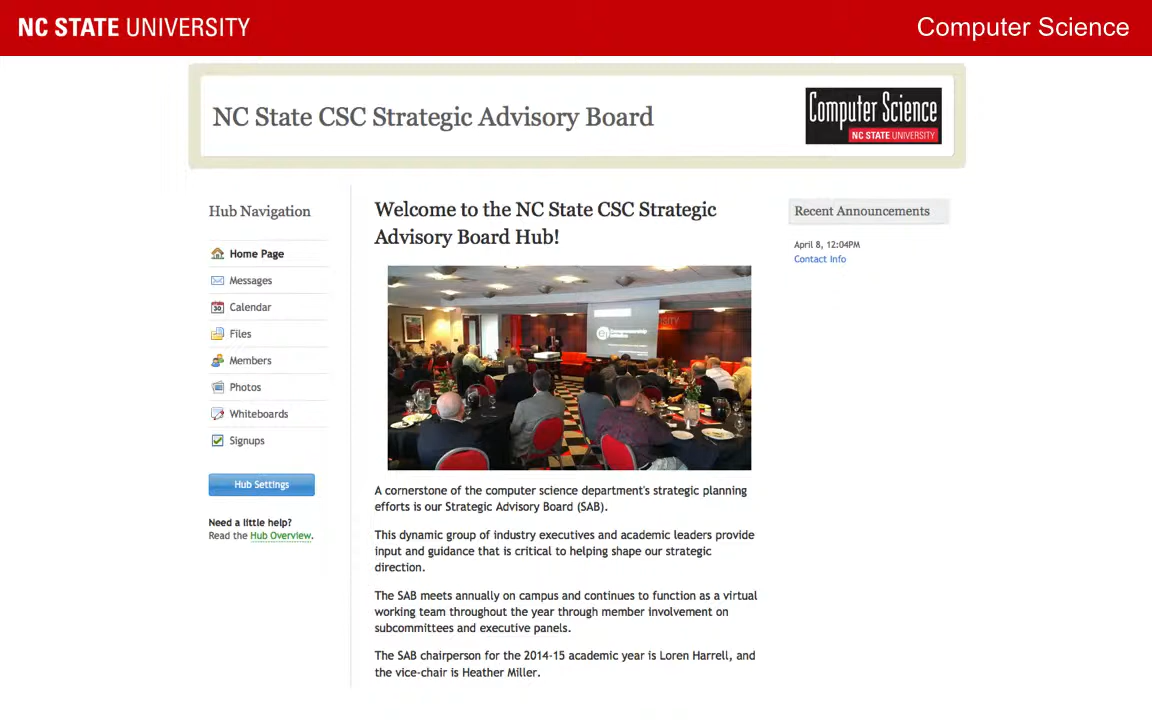 NC STATE UNIVERSITY
Computer Science
NC State CSC Strategic Advisory Board
Computer Science
NC STATE UNIVERSITY
Hub Navigation
Home Page
Messages
30
Calendar
Files
Members
Photos
Whiteboards
Signups
Hub Settings
Need a little help?
Read the Hub Overview.
Welcome to the NC State CSC Strategic
Advisory Board Hub!
A cornerstone of the computer science department's strategic planning
efforts is our Strategic Advisory Board (SAB).
This dynamic group of industry executives and academic leaders provide
input and guidance that is critical to helping shape our strategic
direction.
The SAB meets annually on campus and continues to function as a virtual
working team throughout the year through member involvement on
subcommittees and executive panels.
The SAB chairperson for the 2014-15 academic year is Loren Harrell, and
the vice-chair is Heather Miller.
Recent Announcements
April 8, 12:04PM
Contact Info